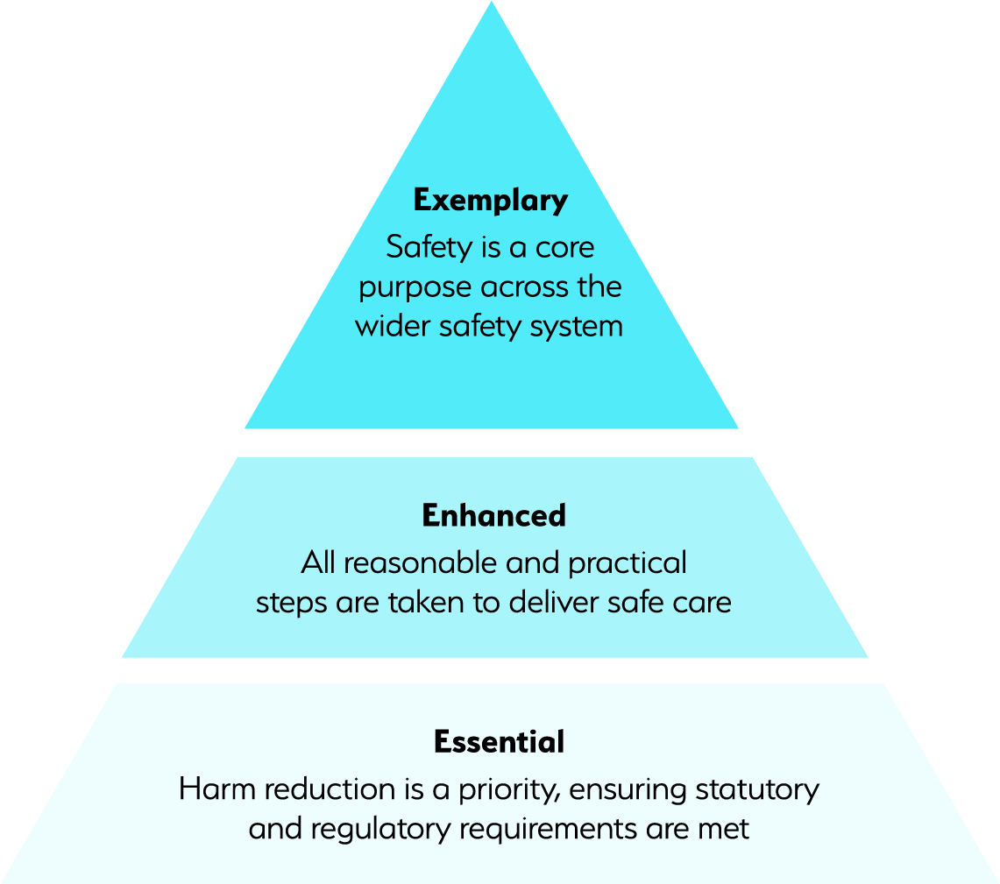 Exemplary
Safety is a core
purpose across the
wider safety system
Enhanced
All reasonable and practical
steps are taken to deliver safe care
Essential
Harm reduction is a priority, ensuring statutory
and regulatory requirements are met